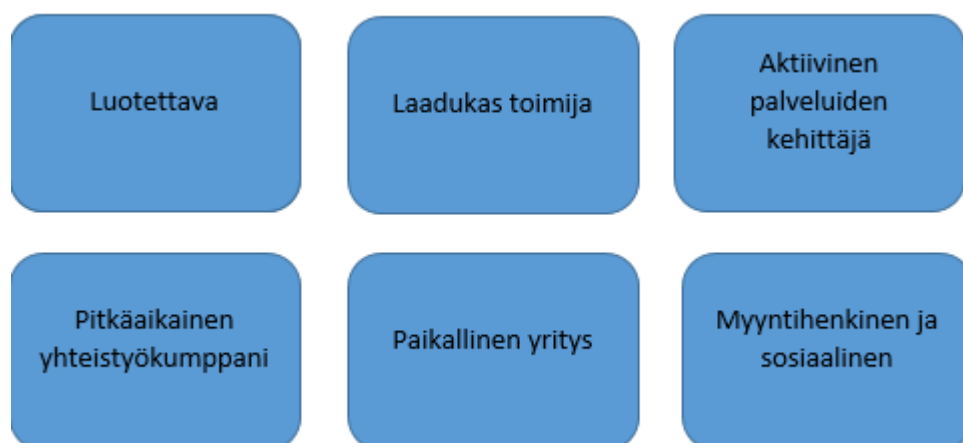 Luotettava
Laadukas toimija
Aktiivinen
palveluiden
kehittäjä
Pitkäaikainen
yhteistyökumppani
Paikallinen yritys
Myyntihenkinen ja
sosiaalinen